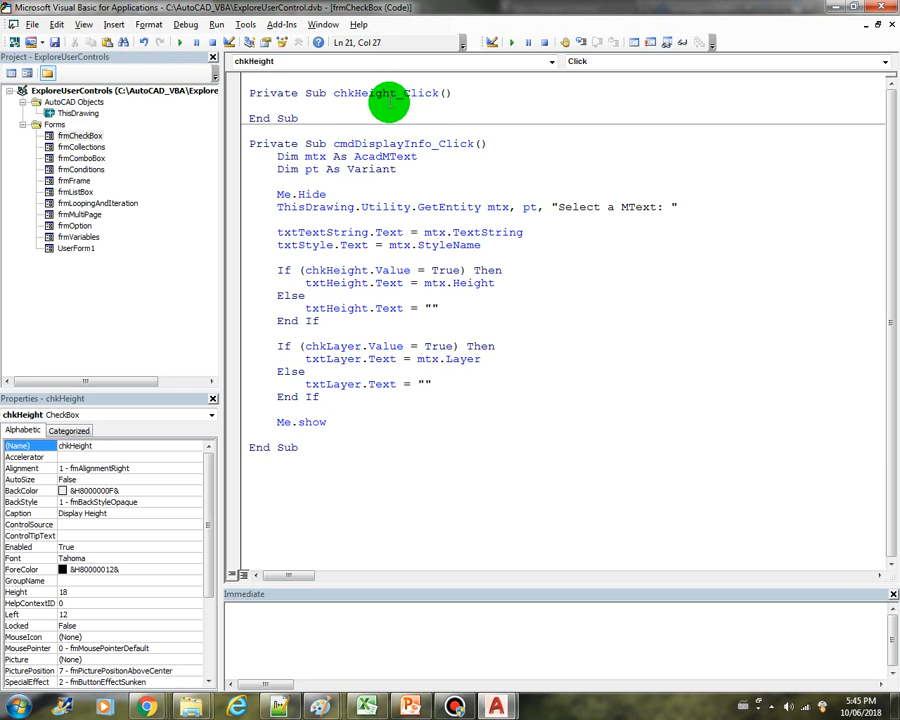 Microsoft Visual Basic for Applications - C:\AutoCAD_VBA\ExploreUserControl.dvb - [frmCheckBox (Code)]
File Edit View Insert Format Debug Run Tools Add-Ins Window Help
Ln 21, Col 27
Project - ExploreUserControls
chkHeight
Click
ExploreUserControls (C:\AutoCAD_VBA\Explore
AutoCAD Objects
ThisDrawing
Forms
frmCheckBox
frmCollections
frmComboBox
frmConditions
frmFrame
frmListBox
frmLoopingAndIteration
frmMultiPage
frmOption
frmVariables
UserForm1
Private Sub chkHeight_Click()
End Sub
Private Sub cmdDisplayInfo_Click()
Dim mtx As AcadMText
Dim pt As Variant
Me.Hide
ThisDrawing.Utility.GetEntity mtx, pt, "Select a MText: "
txtTextString.Text = mtx.TextString
txtStyle.Text = mtx.StyleName
If (chkHeight.Value = True) Then
txtHeight.Text = mtx.Height
Else
txtHeight.Text = ""
End If
If (chkLayer.Value = True) Then
txtLayer.Text = mtx.Layer
Else
txtLayer.Text = ""
End If
Me.show
End Sub
Properties - chkHeight
chkHeight CheckBox
Alphabetic Categorized
(Name) chkHeight
Accelerator
Alignment 1 - fmAlignmentRight
AutoSize False
BackColor &H8000000F&
BackStyle 1 - fmBackStyleOpaque
Caption Display Height
ControlSource
ControlTipText
Enabled True
Font Tahoma
ForeColor &H80000012&
GroupName
Height 18
HelpContextID 0
Left 12
Locked False
MouseIcon (None)
MousePointer 0 - fmMousePointerDefault
Picture (None)
PicturePosition 7 - fmPicturePositionAboveCenter
SpecialEffect 2 - fmButtonEffectSunken
Immediate
5:45 PM
10/06/2018